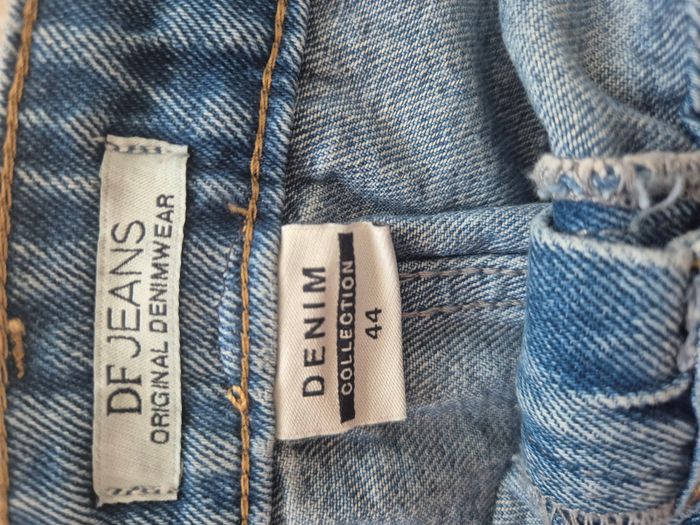 DF JEANS
ORIGINAL DENIMWEAR
DENIM
COLLECTION
44